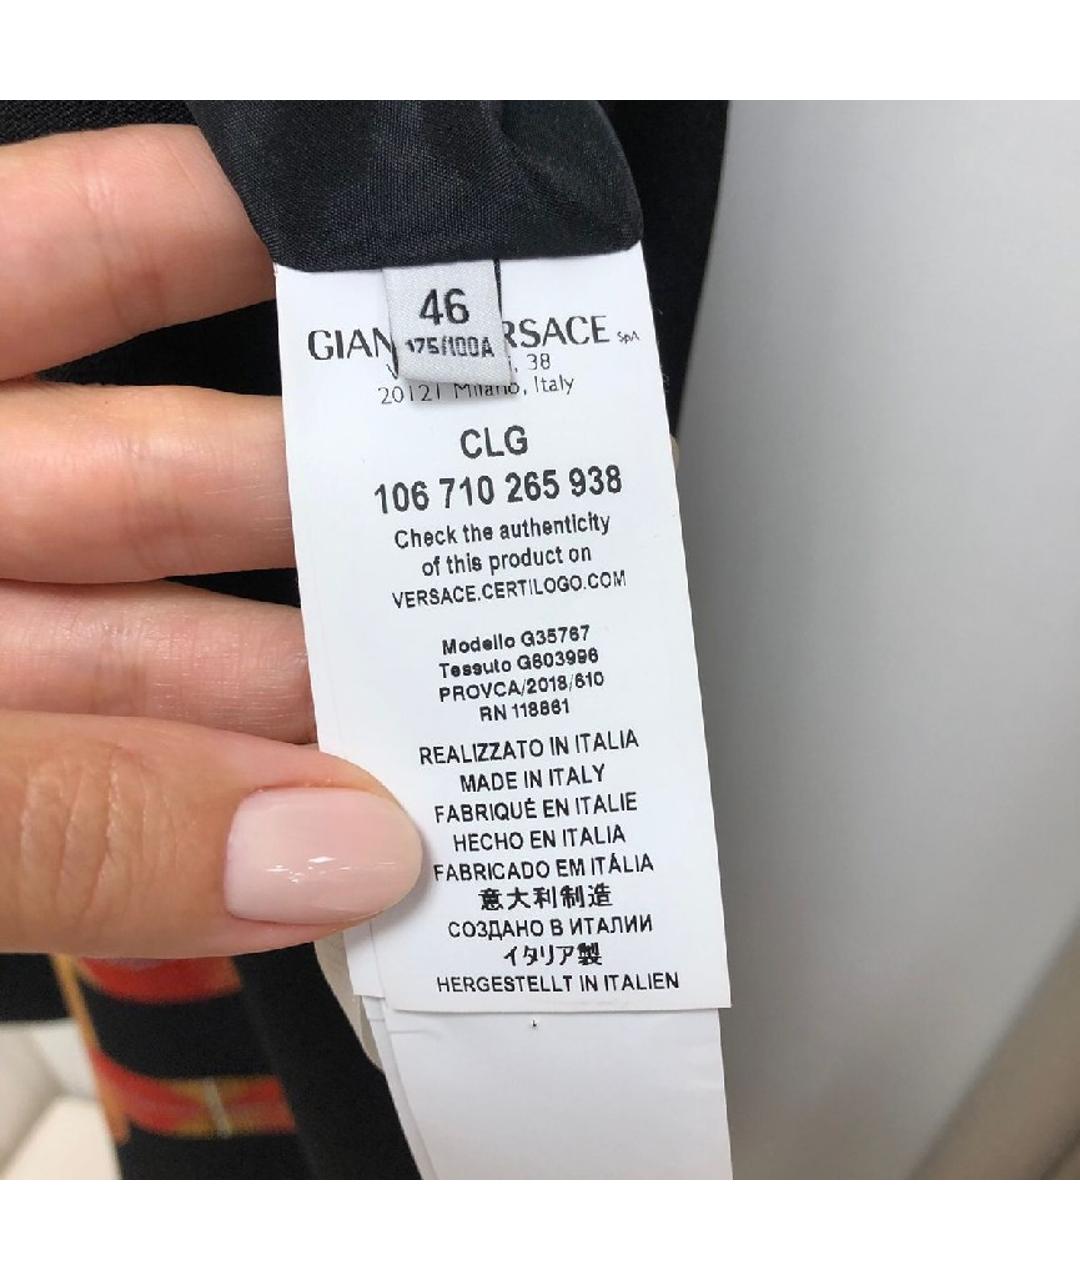 46
175/100A
GIAN RSACE SpA
, 38
20121 Milano, Italy
CLG
106 710 265 938
Check the authenticity
of this product on
VERSACE.CERTILOGO.COM
Modello G35767
Tessuto G603996
PROVCA/2018/610
RN 118861
REALIZZATO IN ITALIA
MADE IN ITALY
FABRIQUÉ EN ITALIE
HECHO EN ITALIA
FABRICADO EM ITÁLIA
意大利制造
СОЗДАНО В ИТАЛИИ
イタリア製
HERGESTELLT IN ITALIEN